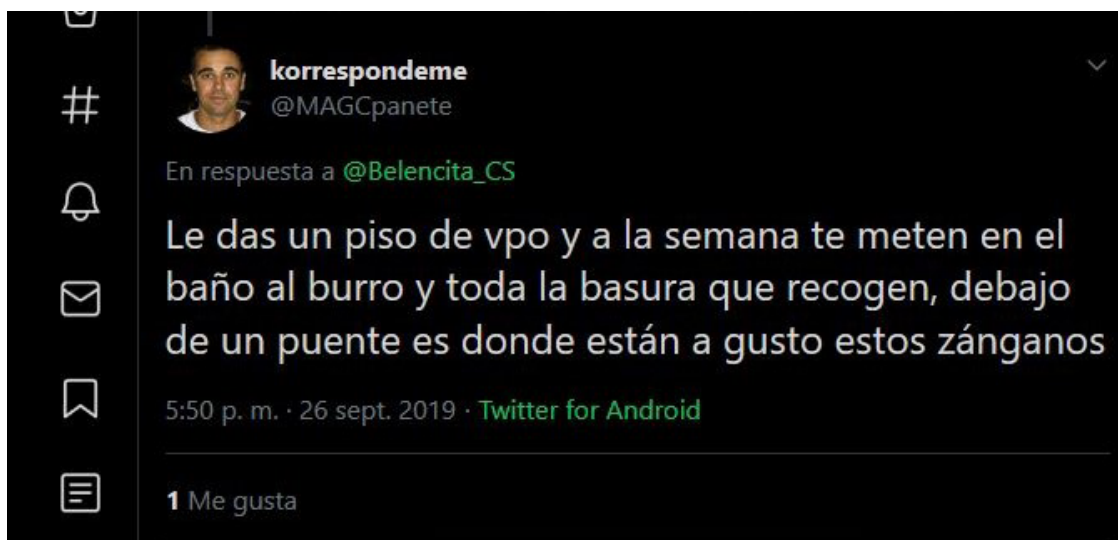 korrespondeme
@MAGCpanete
En respuesta a @Belencita_CS
Le das un piso de vpo y a la semana te meten en el
baño al burro y toda la basura que recogen, debajo
de un puente es donde están a gusto estos zánganos
5:50 p. m. · 26 sept. 2019 · Twitter for Android
1 Me gusta